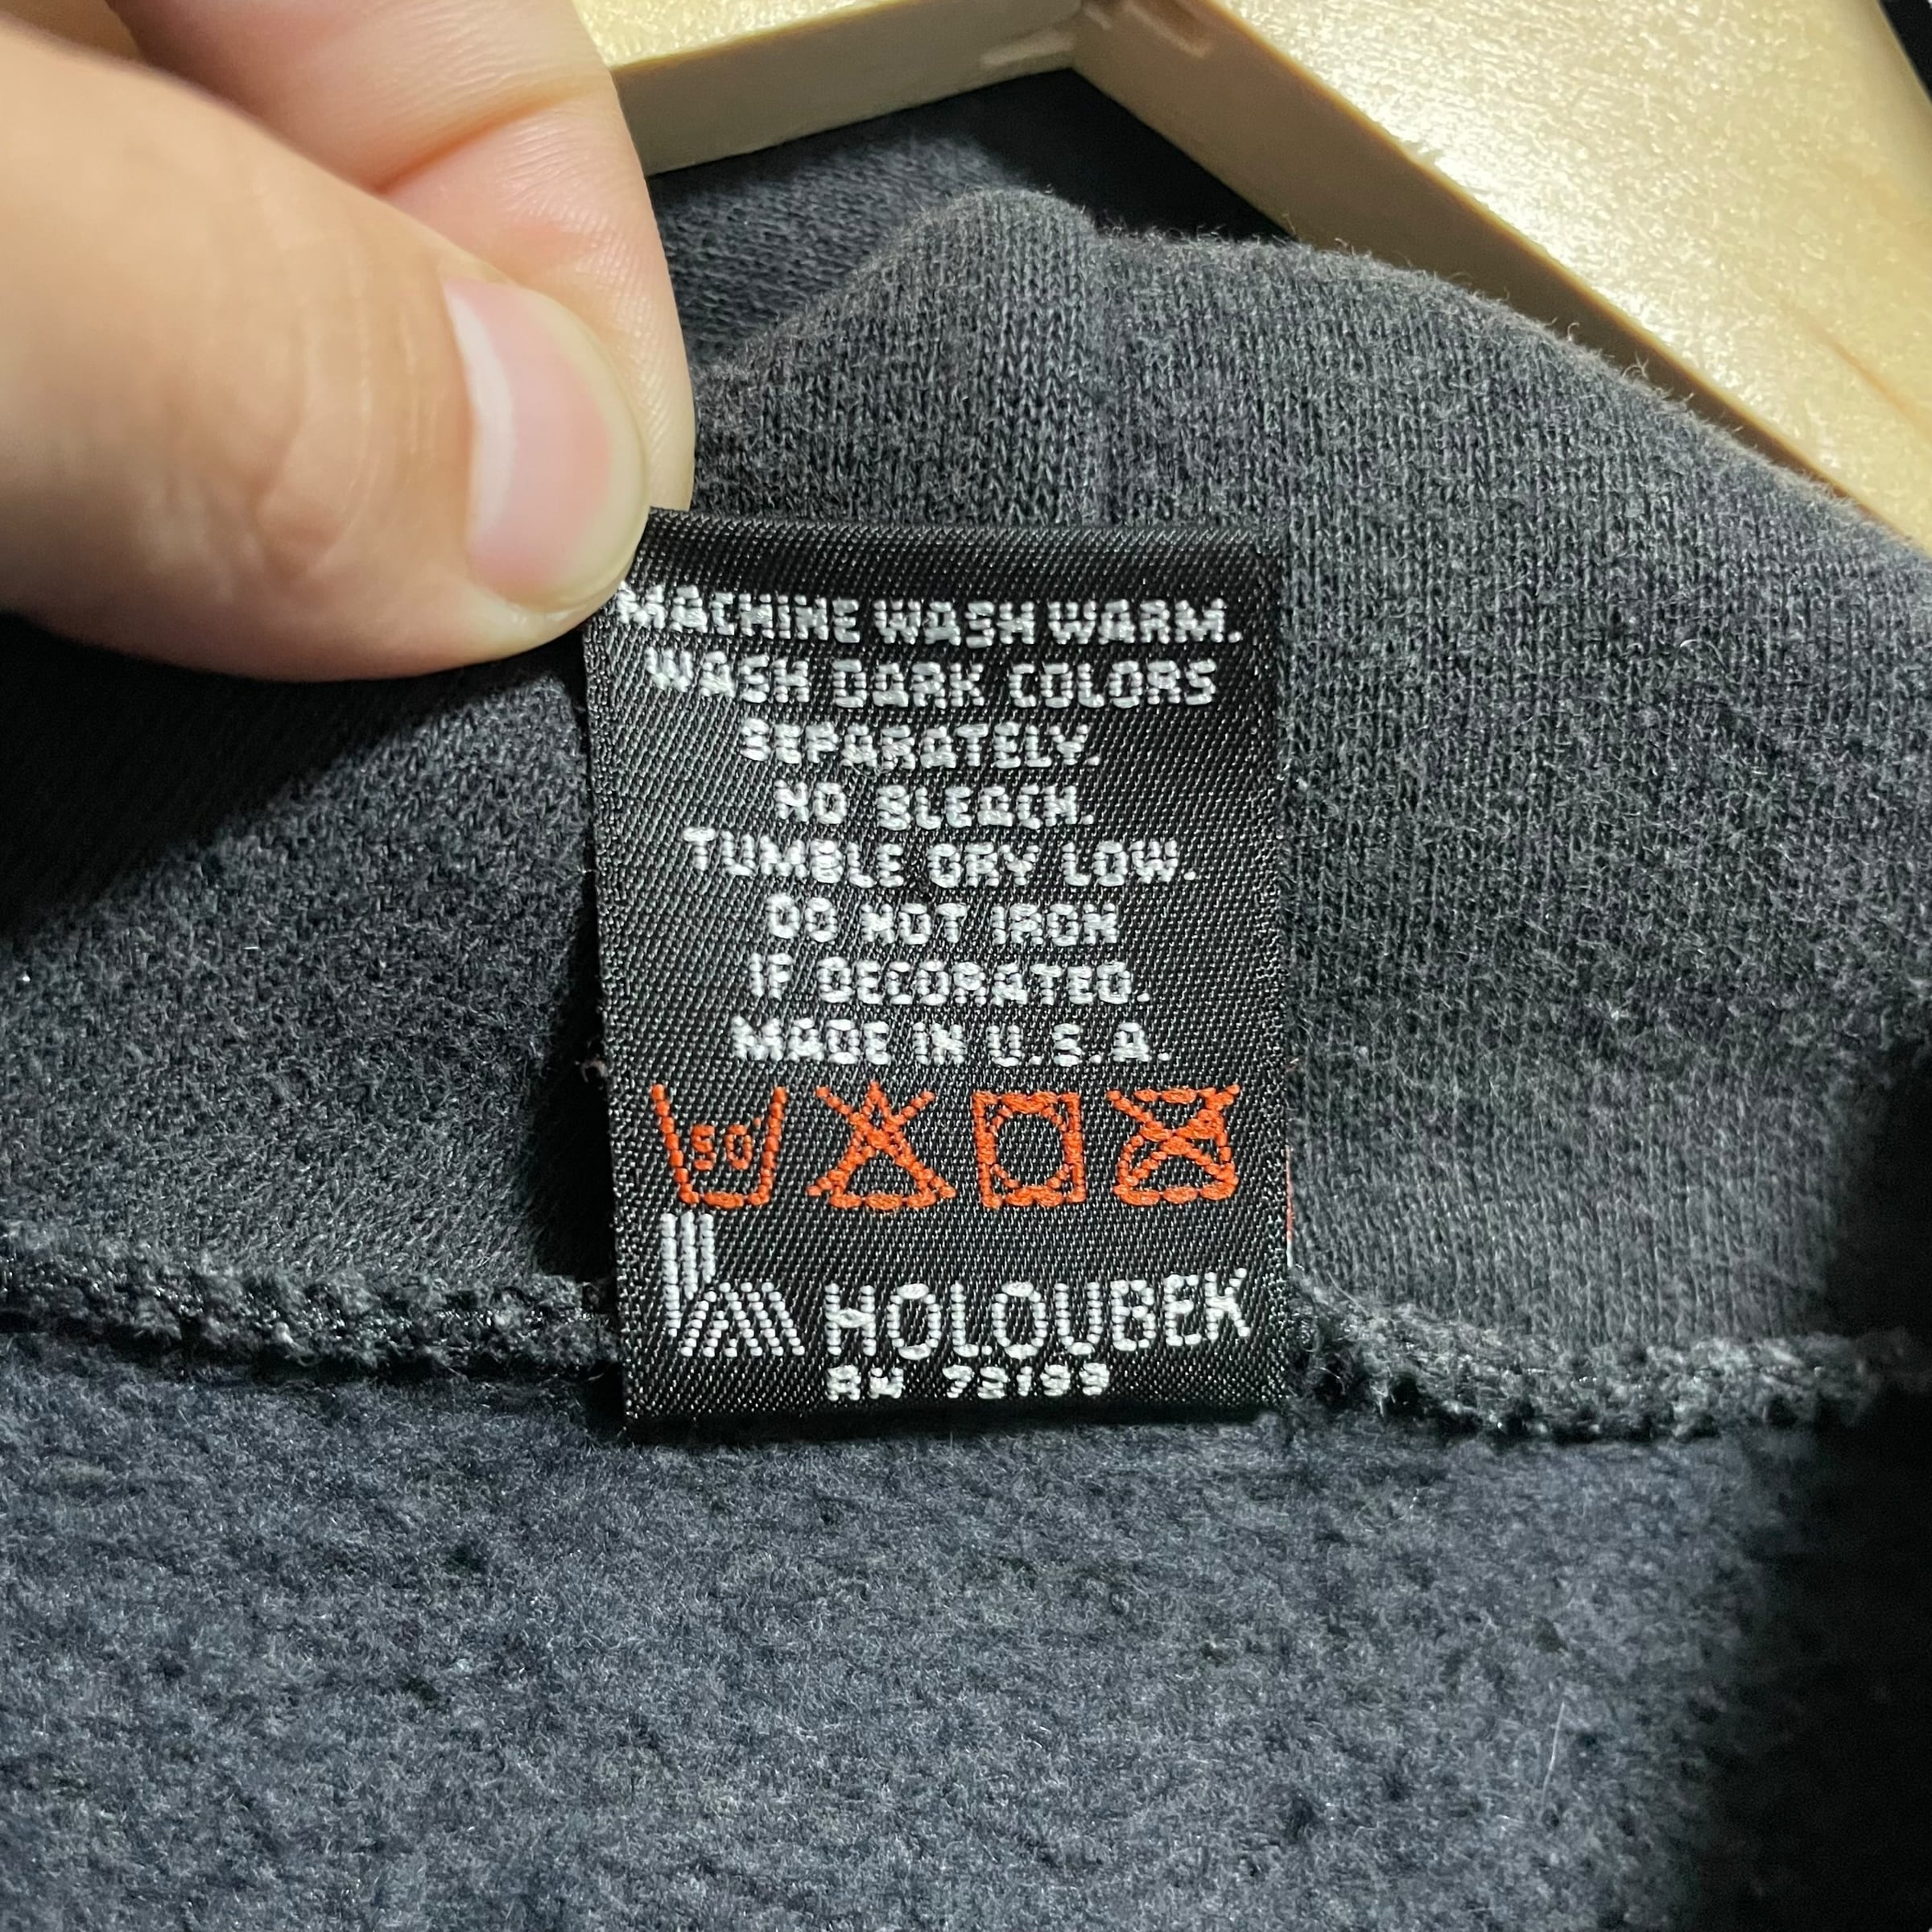 MACHINE WASH WARM.
WASH DARK COLORS
SEPARATELY.
NO BLEACH.
TUMBLE DRY LOW.
DO NOT IRON
IF DECORATED.
MADE IN U.S.A.
50°
HOLOUBEK
RN 72199